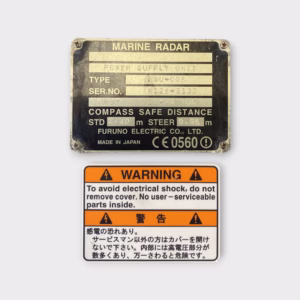 MARINE RADAR
POWER SUPPLY UNIT
TYPE
SER.NO.
COMPASS SAFE DISTANCE
STD m STEER m
FURUNO ELECTRIC CO., LTD.
MADE IN JAPAN CE0560 !
WARNING
To avoid electrical shock, do not
remove cover. No user-serviceable
parts inside.
警告
感電の恐れあり。
サービスマン以外の方はカバーを開け
ないで下さい。内部には高電圧部分が
数多くあり、万一さわると危険です。